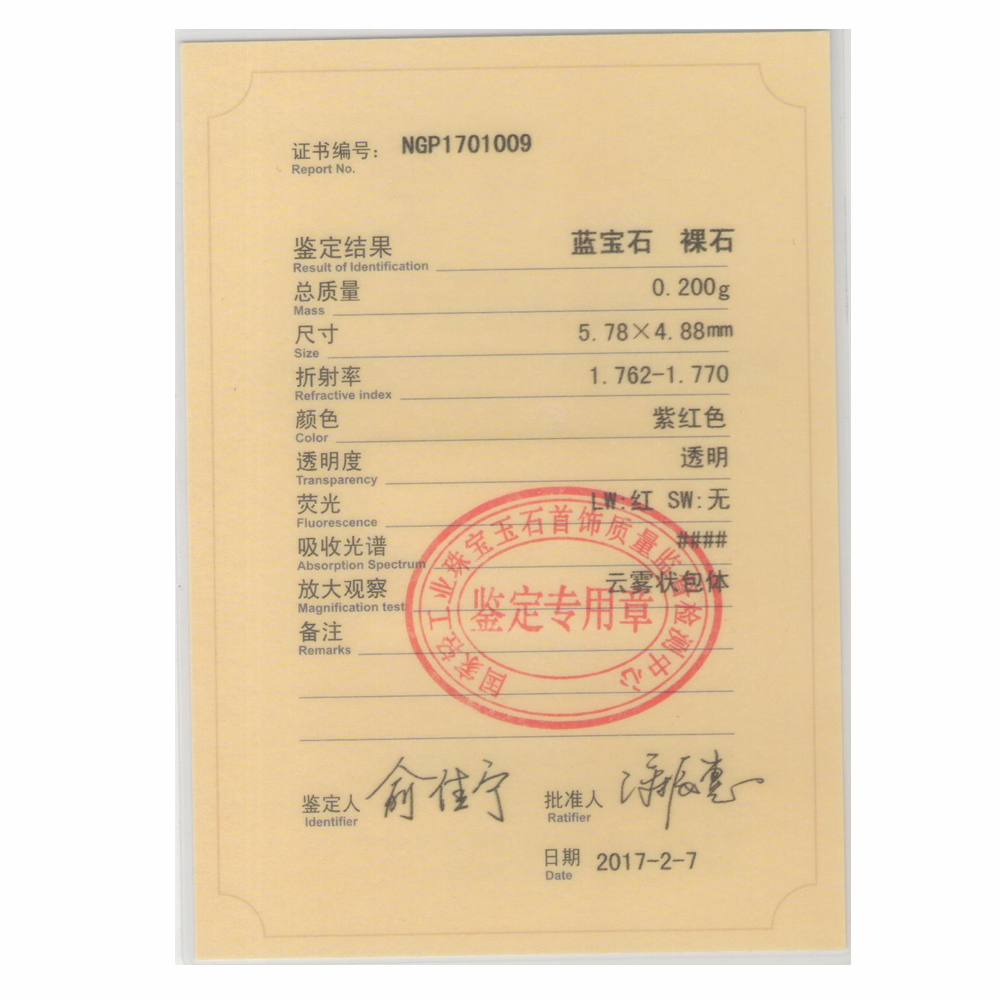 证书编号： NGP1701009
Report No.
鉴定结果 蓝宝石 裸石
Result of Identification
总质量 0.200g
Mass
尺寸 5.78×4.88mm
Size
折射率 1.762-1.770
Refractive index
颜色 紫红色
Color
透明度 透明
Transparency
荧光 LW:红 SW:无
Fluorescence
吸收光谱 ####
Absorption Spectrum
放大观察 云雾状包体
Magnification test
备注
Remarks
国家轻工业珠宝玉石首饰质量监督检测中心
鉴定专用章
鉴定人 俞佳宁
Identifier
批准人
Ratifier
日期 2017-2-7
Date